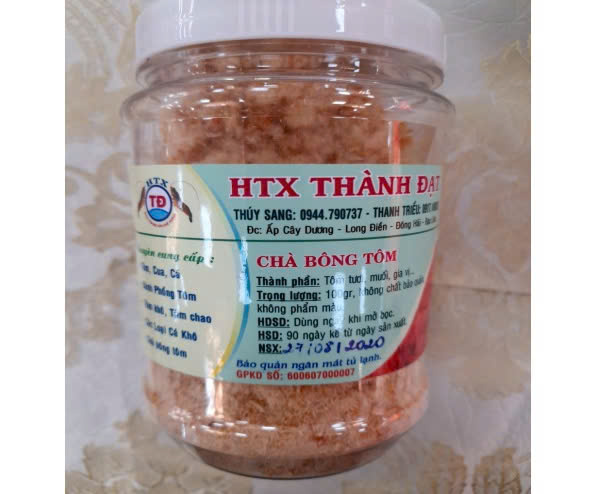 HTX
TĐ
HTX THÀNH ĐẠT
THÚY SANG: 0944.790737 - THANH TRIỀU:
Đc: Ấp Cây Dương - Long Điền - Đông Hải -
cung cấp :
Cua, Cá
Phồng Tôm
khô, Tôm chao
Loại Cá Khô
bông tôm
CHÀ BÔNG TÔM
Thành phần: Tôm tươi, muối, gia vị...
Trọng lượng: 100gr, không chất bảo quản,
không phẩm màu
HDSD: Dùng ngay khi mở bọc.
HSD: 90 ngày kể từ ngày sản xuất.
NSX: 27/08/2020
Bảo quản ngăn mát tủ lạnh.
GPKD SỐ: 600607000007